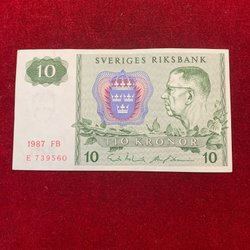 SVERIGES RIKSBANK
10
1987 FB
E 739560
TIO KRONOR
10
10